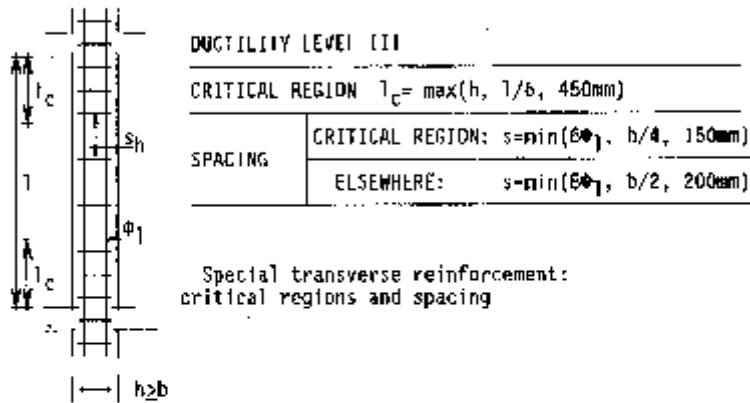 DUCTILITY LEVEL III
CRITICAL REGION l_c= max(h, l/6, 450mm)
SPACING
CRITICAL REGION: s=min(6Φ_l, b/4, 150mm)
ELSEWHERE: s=min(8Φ_l, b/2, 200mm)
l_c
s_h
l
Φ_l
l_c
Special transverse reinforcement:
critical regions and spacing
h≥b